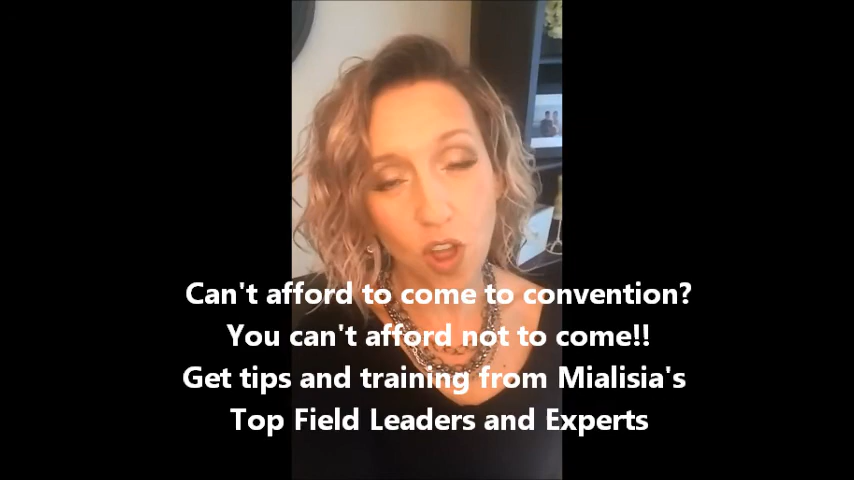 Can't afford to come to convention?
You can't afford not to come!!
Get tips and training from Mialisia's
Top Field Leaders and Experts